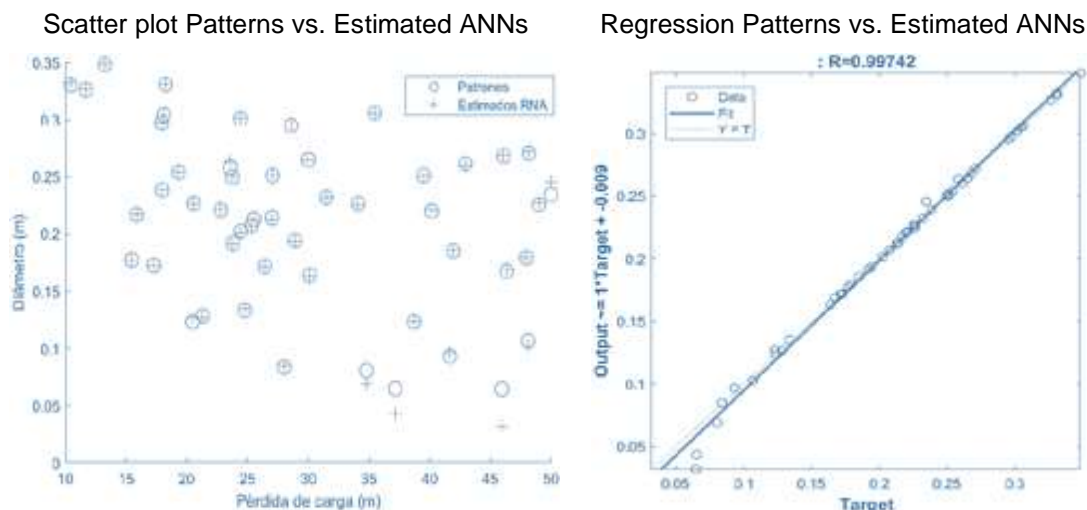 Scatter plot Patterns vs. Estimated ANNs
Regression Patterns vs. Estimated ANNs
0.35
0.3
0.25
0.2
0.15
0.1
0.05
0
Diámetro (m)
Patrones
Estimados RNA
10 15 20 25 30 35 40 45 50
Pérdida de carga (m)
: R=0.99742
Output ~= 1*Target + -0.009
Data
Fit
Y = T
0.3
0.25
0.2
0.15
0.1
0.05
0.05 0.1 0.15 0.2 0.25 0.3
Target